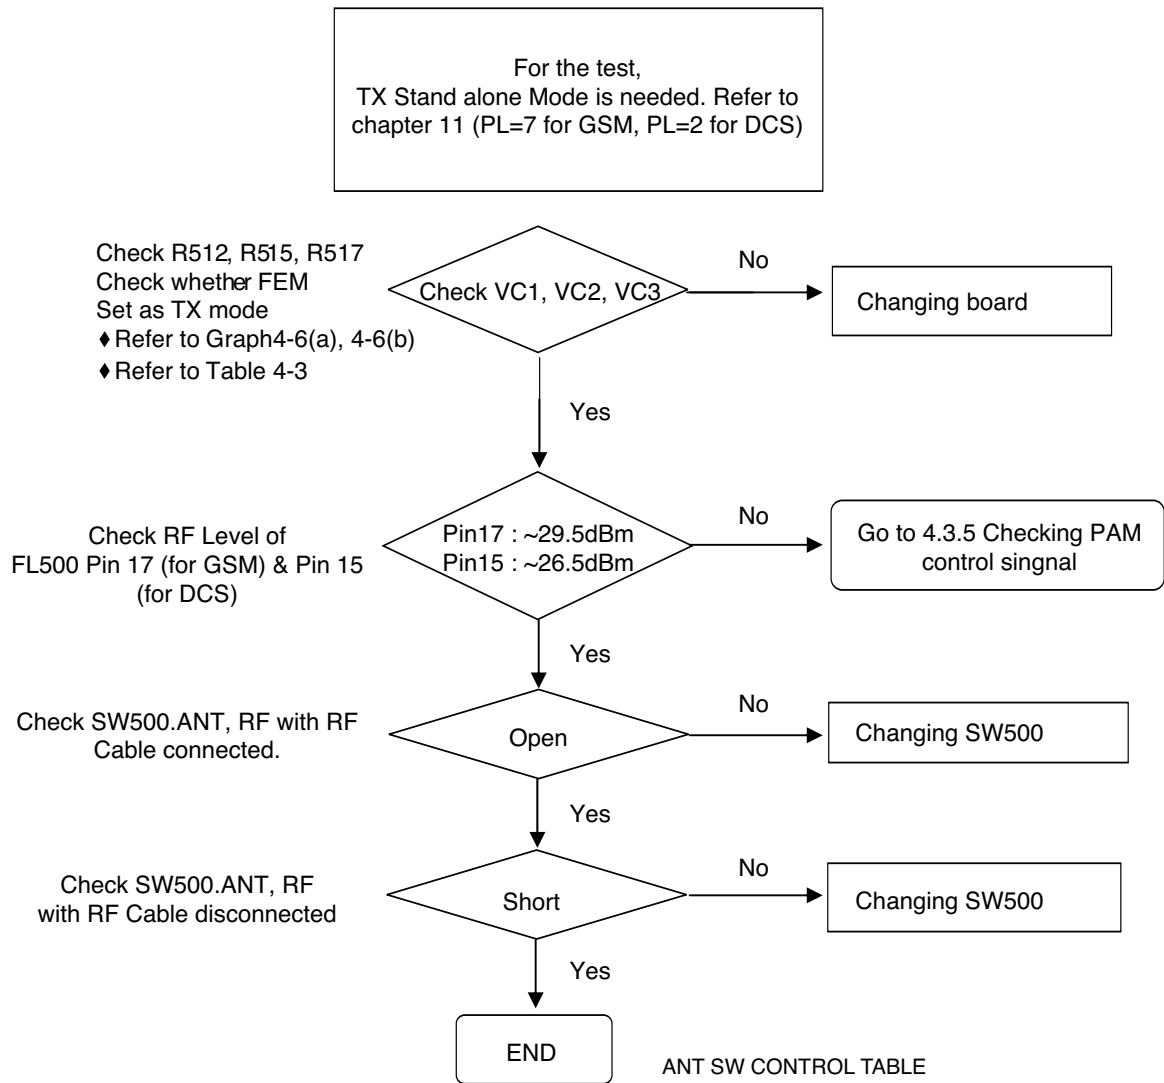 For the test,
TX Stand alone Mode is needed. Refer to
chapter 11 (PL=7 for GSM, PL=2 for DCS)
Check R512, R515, R517
Check whether FEM
Set as TX mode
♦Refer to Graph4-6(a), 4-6(b)
♦Refer to Table 4-3
Check VC1, VC2, VC3
No
Changing board
Yes
Check RF Level of
FL500 Pin 17 (for GSM) & Pin 15
(for DCS)
Pin17 : ~29.5dBm
Pin15 : ~26.5dBm
No
Go to 4.3.5 Checking PAM
control singnal
Yes
Check SW500.ANT, RF with RF
Cable connected.
Open
No
Changing SW500
Yes
Check SW500.ANT, RF
with RF Cable disconnected
Short
No
Changing SW500
Yes
END
ANT SW CONTROL TABLE